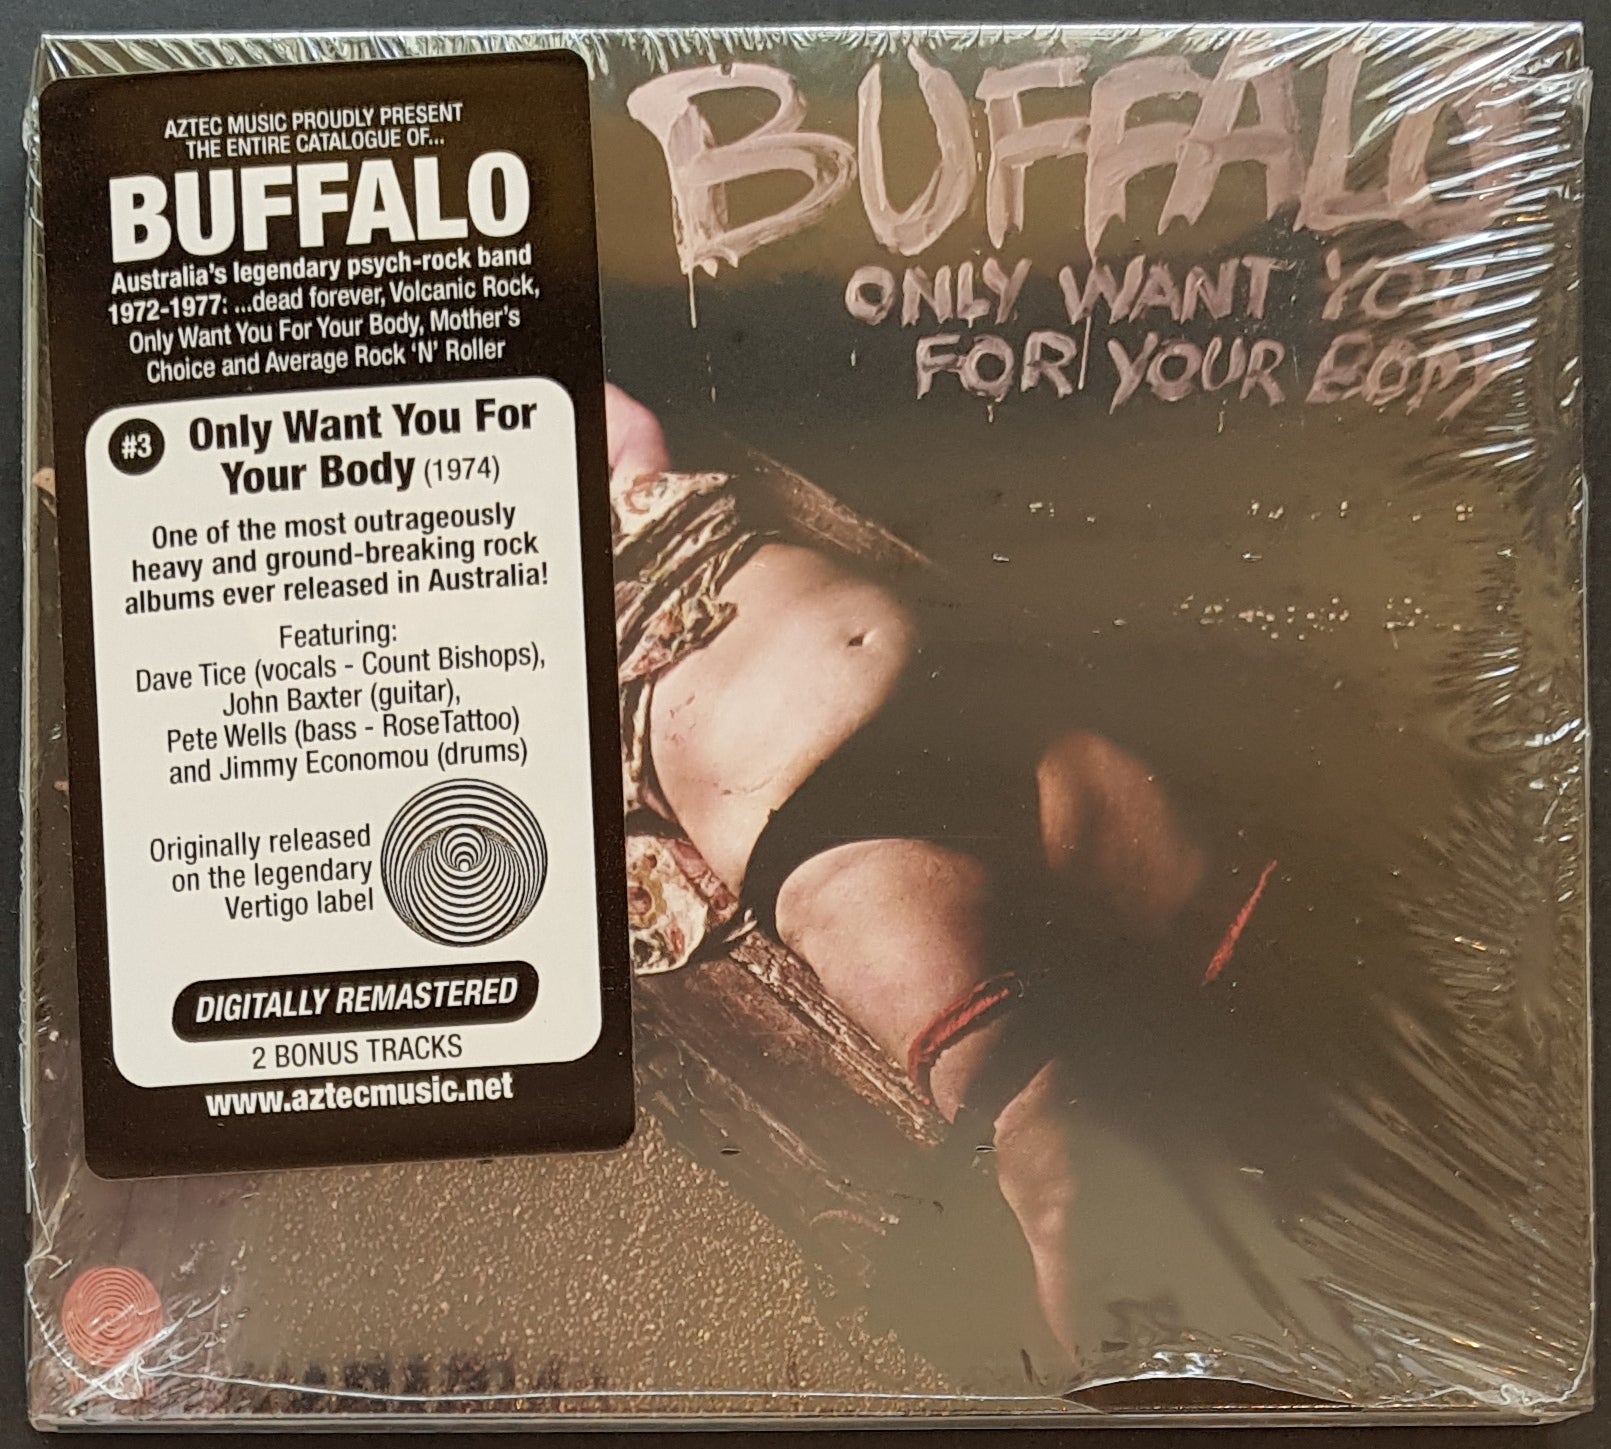 AZTEC MUSIC PROUDLY PRESENT
THE ENTIRE CATALOGUE OF...
BUFFALO
Australia's legendary psych-rock band
1972-1977: ...dead forever, Volcanic Rock,
Only Want You For Your Body, Mother's
Choice and Average Rock 'N' Roller
#3 Only Want You For
Your Body (1974)
One of the most outrageously
heavy and ground-breaking rock
albums ever released in Australia!
Featuring:
Dave Tice (vocals - Count Bishops),
John Baxter (guitar),
Pete Wells (bass - RoseTattoo)
and Jimmy Economou (drums)
Originally released
on the legendary
Vertigo label
DIGITALLY REMASTERED
2 BONUS TRACKS
www.aztecmusic.net
BUFFALO
ONLY WANT YOU
FOR YOUR BODY